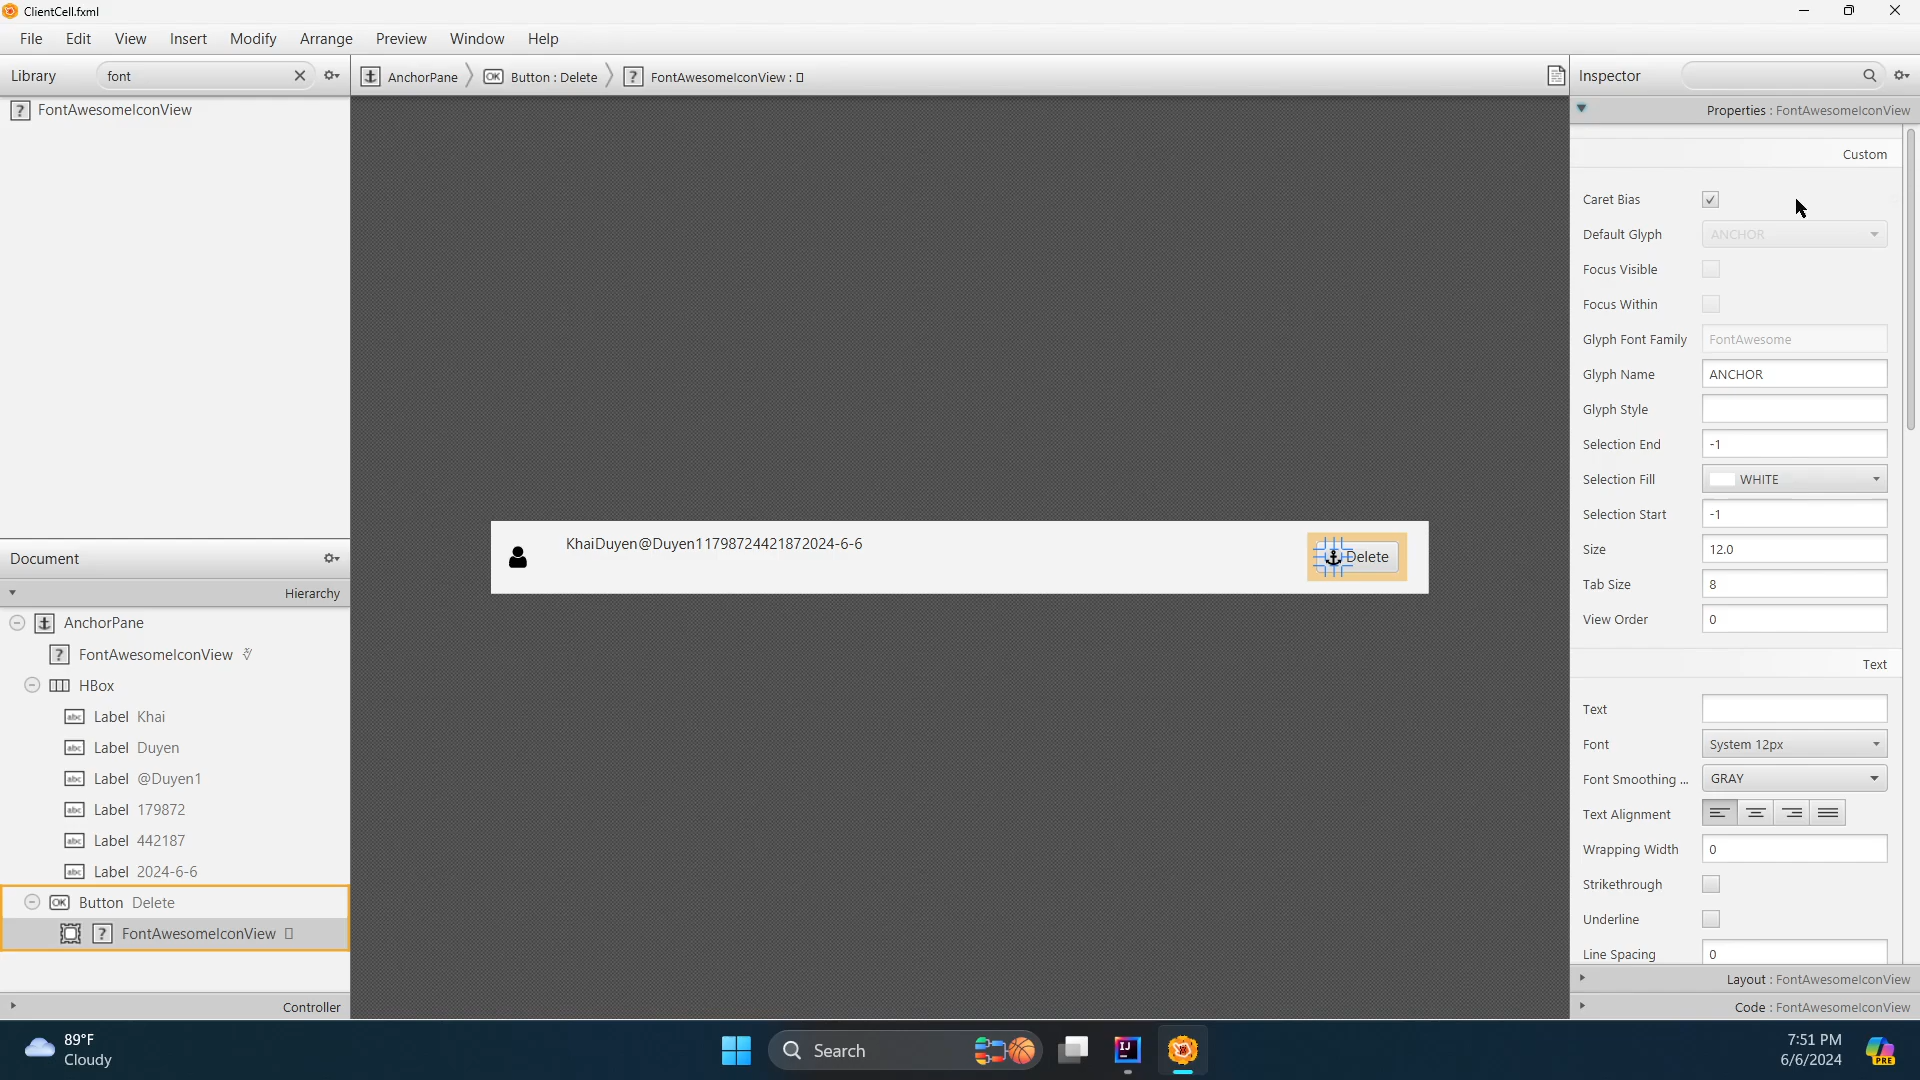 ClientCell.fxml
File Edit View Insert Modify Arrange Preview Window Help
Library font
AnchorPane Button : Delete FontAwesomeIconView :
Inspector
FontAwesomeIconView
Properties : FontAwesomeIconView
Custom
Caret Bias
Default Glyph ANCHOR
Focus Visible
Focus Within
Glyph Font Family FontAwesome
Glyph Name ANCHOR
Glyph Style
Selection End -1
Selection Fill WHITE
Selection Start -1
Size 12.0
Tab Size 8
View Order 0
Text
Text
Font System 12px
Font Smoothing ... GRAY
Text Alignment
Wrapping Width 0
Strikethrough
Underline
Line Spacing 0
Layout : FontAwesomeIconView
Code : FontAwesomeIconView
KhaiDuyen@Duyen11798724421872024-6-6
Delete
Document
Hierarchy
AnchorPane
FontAwesomeIconView
HBox
Label Khai
Label Duyen
Label @Duyen1
Label 179872
Label 442187
Label 2024-6-6
OK Button Delete
FontAwesomeIconView
Controller
89°F
Cloudy
Search
7:51 PM
6/6/2024
PRE